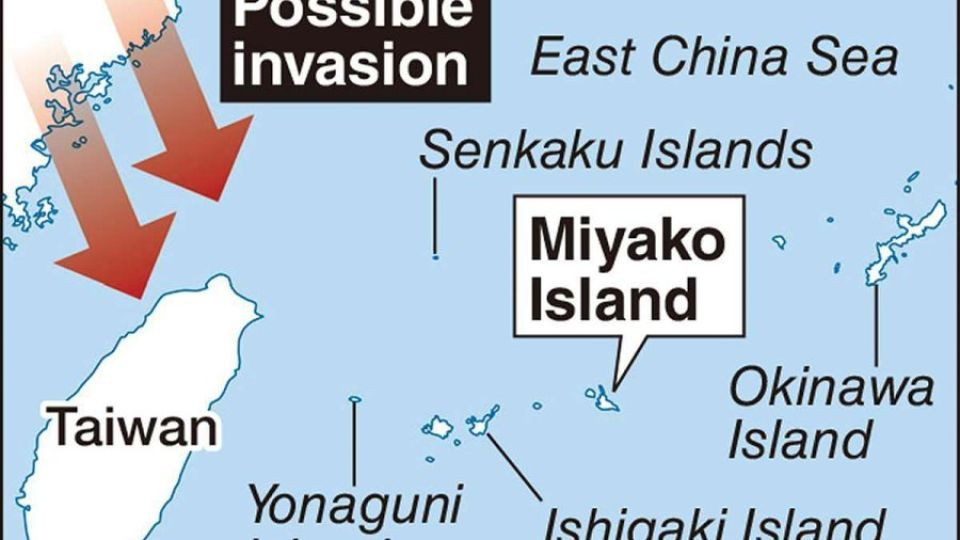 Possible
invasion
East China Sea
Senkaku Islands
Miyako
Island
Okinawa
Island
Taiwan
Yonaguni
Ishigaki Island